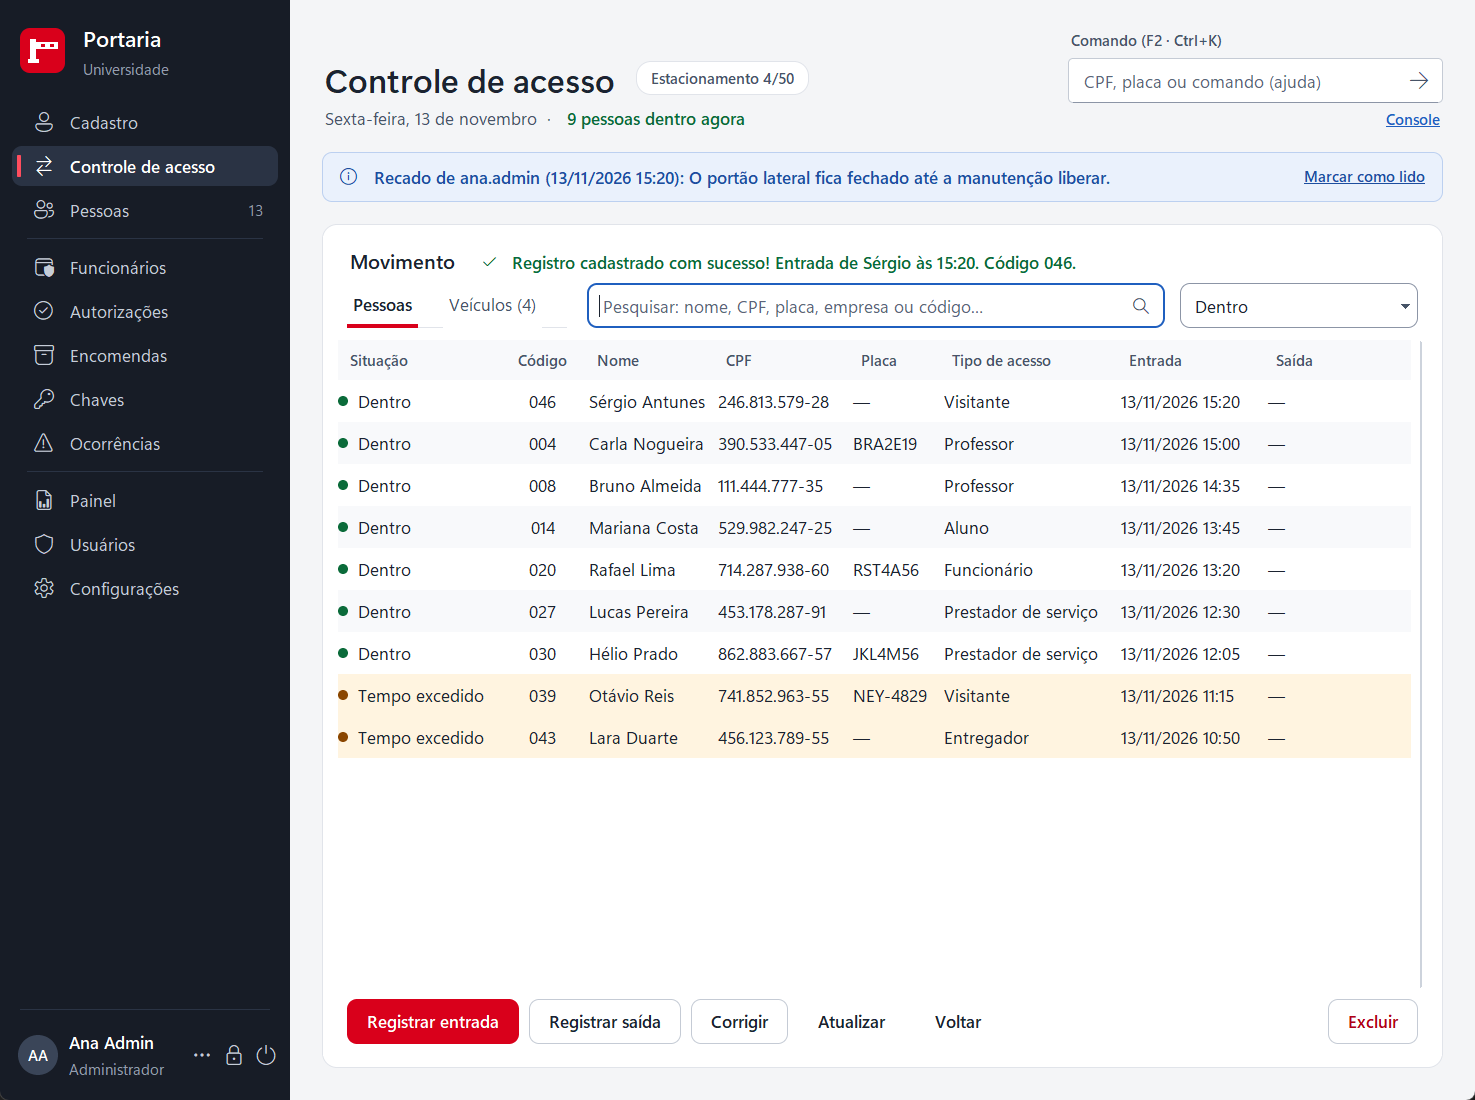 Portaria
Universidade
Cadastro
Controle de acesso
Pessoas 13
Funcionários
Autorizações
Encomendas
Chaves
Ocorrências
Painel
Usuários
Configurações
AA
Ana Admin
Administrador
Controle de acesso
Estacionamento 4/50
Sexta-feira, 13 de novembro · 9 pessoas dentro agora
Comando (F2 · Ctrl+K)
CPF, placa ou comando (ajuda)
Console
Recado de ana.admin (13/11/2026 15:20): O portão lateral fica fechado até a manutenção liberar.
Marcar como lido
Movimento
Registro cadastrado com sucesso! Entrada de Sérgio às 15:20. Código 046.
Pessoas
Veículos (4)
Pesquisar: nome, CPF, placa, empresa ou código...
Dentro
Situação Código Nome CPF Placa Tipo de acesso Entrada Saída
Dentro 046 Sérgio Antunes 246.813.579-28 — Visitante 13/11/2026 15:20 —
Dentro 004 Carla Nogueira 390.533.447-05 BRA2E19 Professor 13/11/2026 15:00 —
Dentro 008 Bruno Almeida 111.444.777-35 — Professor 13/11/2026 14:35 —
Dentro 014 Mariana Costa 529.982.247-25 — Aluno 13/11/2026 13:45 —
Dentro 020 Rafael Lima 714.287.938-60 RST4A56 Funcionário 13/11/2026 13:20 —
Dentro 027 Lucas Pereira 453.178.287-91 — Prestador de serviço 13/11/2026 12:30 —
Dentro 030 Hélio Prado 862.883.667-57 JKL4M56 Prestador de serviço 13/11/2026 12:05 —
Tempo excedido 039 Otávio Reis 741.852.963-55 NEY-4829 Visitante 13/11/2026 11:15 —
Tempo excedido 043 Lara Duarte 456.123.789-55 — Entregador 13/11/2026 10:50 —
Registrar entrada
Registrar saída
Corrigir
Atualizar
Voltar
Excluir